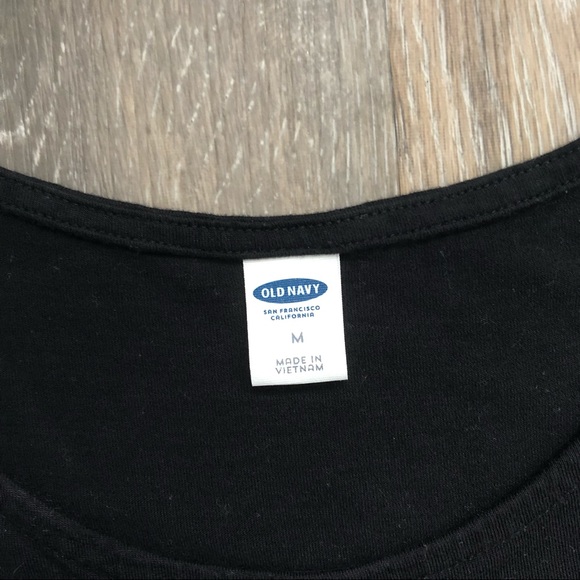 OLD NAVY
SAN FRANCISCO
CALIFORNIA
M
MADE IN
VIETNAM